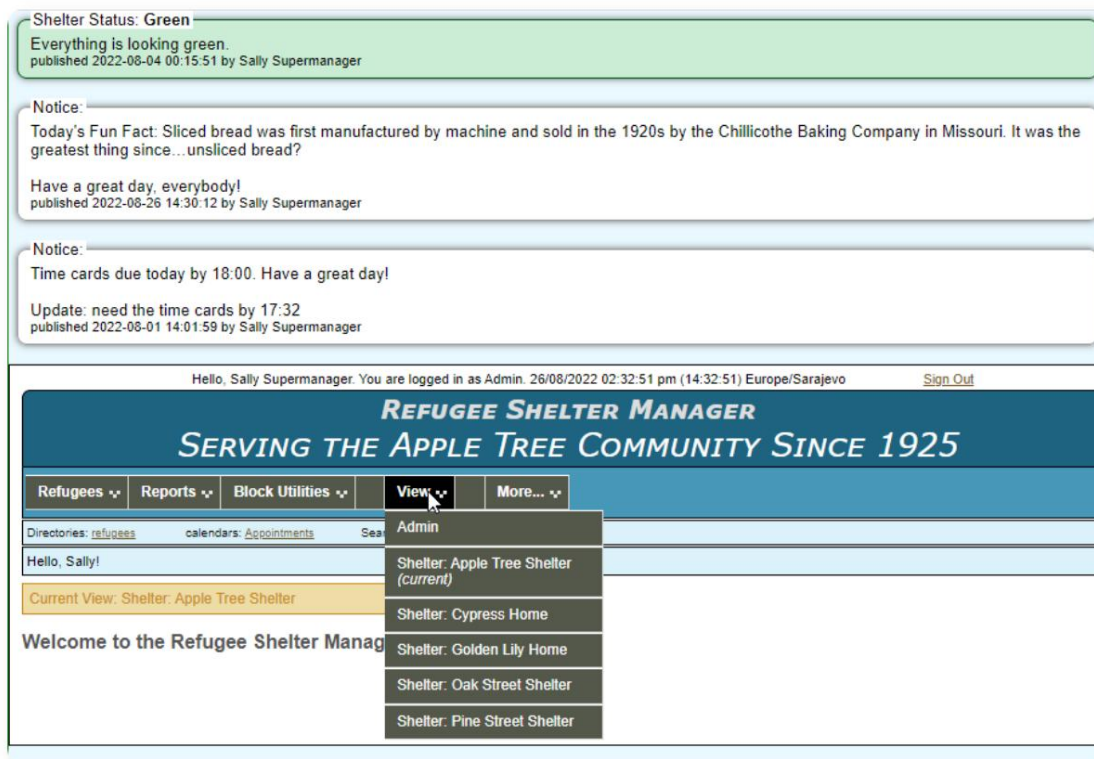 Shelter Status: Green
Everything is looking green.
published 2022-08-04 00:15:51 by Sally Supermanager
Notice:
Today's Fun Fact: Sliced bread was first manufactured by machine and sold in the 1920s by the Chillicothe Baking Company in Missouri. It was the
greatest thing since…unsliced bread?
Have a great day, everybody!
published 2022-08-26 14:30:12 by Sally Supermanager
Notice:
Time cards due today by 18:00. Have a great day!
Update: need the time cards by 17:32
published 2022-08-01 14:01:59 by Sally Supermanager
Hello, Sally Supermanager. You are logged in as Admin. 26/08/2022 02:32:51 pm (14:32:51) Europe/Sarajevo Sign Out
REFUGEE SHELTER MANAGER
SERVING THE APPLE TREE COMMUNITY SINCE 1925
Refugees Reports Block Utilities View More...
Directories: refugees calendars: Appointments Sear
Admin
Hello, Sally!
Shelter: Apple Tree Shelter
(current)
Current View: Shelter: Apple Tree Shelter
Shelter: Cypress Home
Welcome to the Refugee Shelter Manag
Shelter: Golden Lily Home
Shelter: Oak Street Shelter
Shelter: Pine Street Shelter